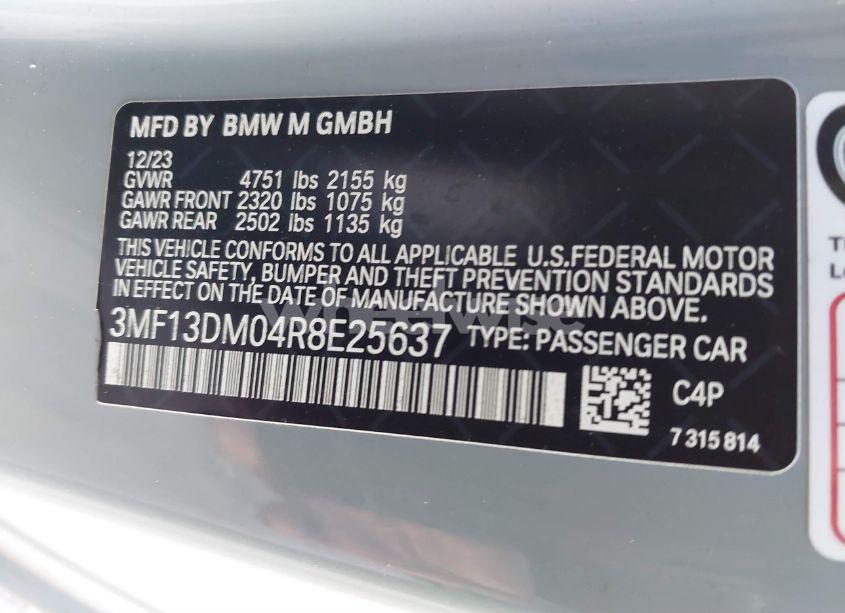 MFD BY BMW M GMBH
12/23
GVWR 4751 lbs 2155 kg
GAWR FRONT 2320 lbs 1075 kg
GAWR REAR 2502 lbs 1135 kg
THIS VEHICLE CONFORMS TO ALL APPLICABLE U.S.FEDERAL MOTOR
VEHICLE SAFETY, BUMPER AND THEFT PREVENTION STANDARDS
IN EFFECT ON THE DATE OF MANUFACTURE SHOWN ABOVE.
wheelwise
3MF13DM04R8E25637 TYPE: PASSENGER CAR
C4P
7 315 814